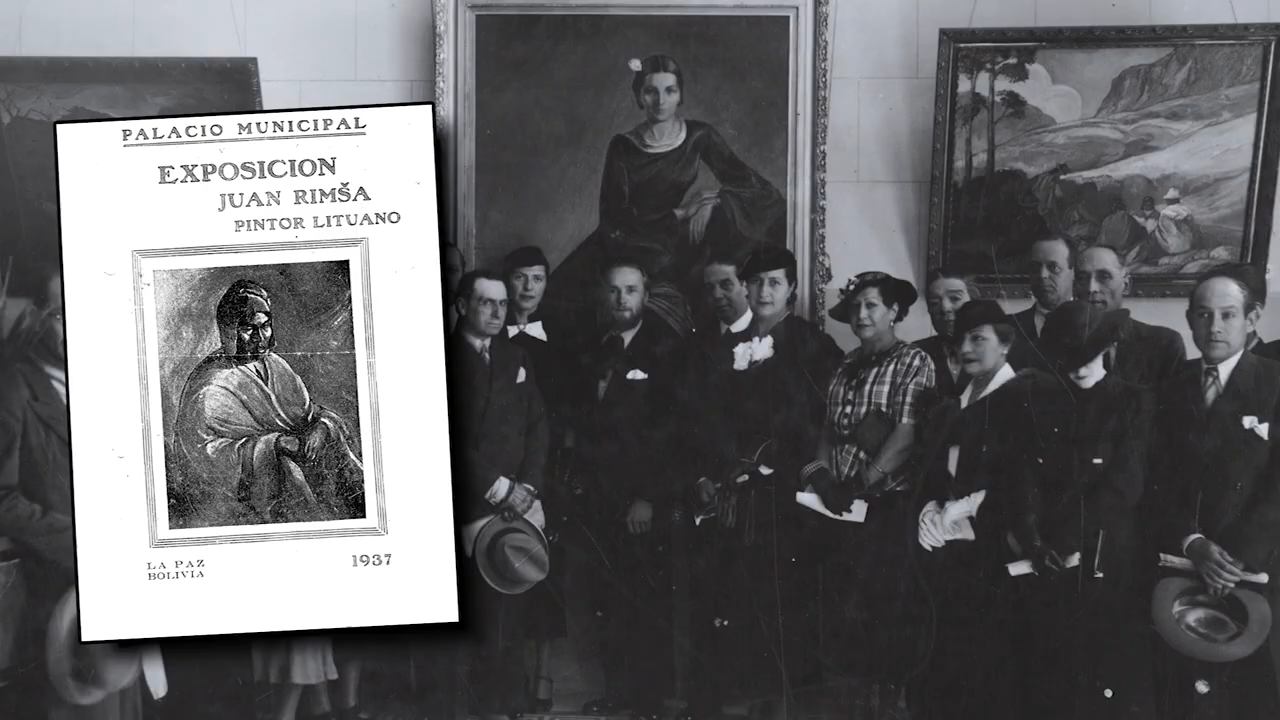 PALACIO MUNICIPAL
EXPOSICION
JUAN RIMŠA
PINTOR LITUANO
LA PAZ
BOLIVIA
1937